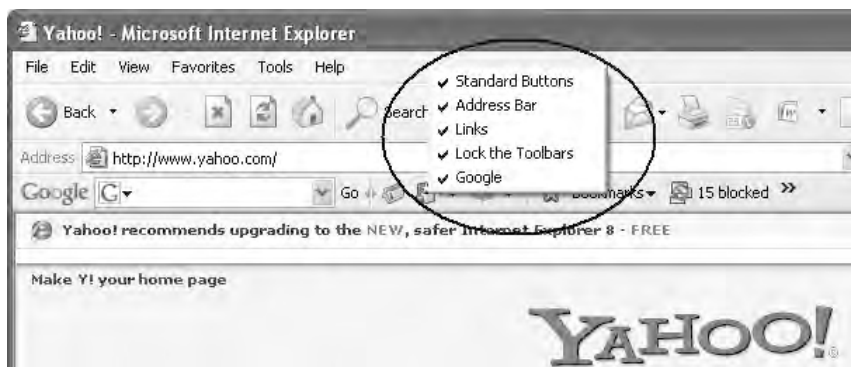 Yahoo! - Microsoft Internet Explorer
File Edit View Favorites Tools Help
Back Search
✓ Standard Buttons
✓ Address Bar
✓ Links
✓ Lock the Toolbars
✓ Google
Address http://www.yahoo.com/
Google G Go Bookmarks 15 blocked »
Yahoo! recommends upgrading to the NEW, safer Internet Explorer 8 - FREE
Make Y! your home page
YAHOO!